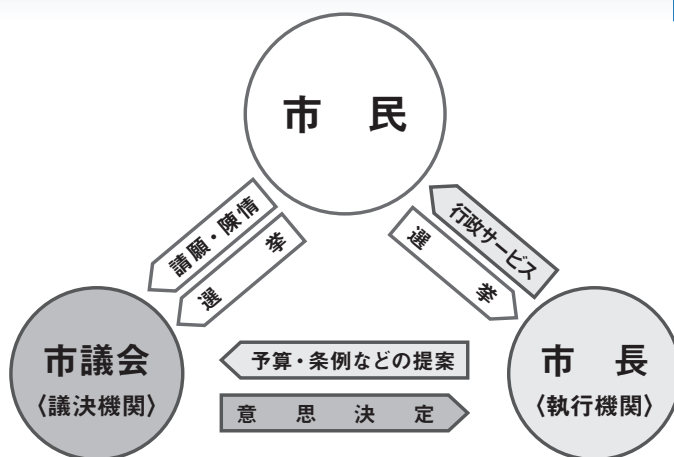 市 民
請願・陳情
選 挙
選 挙
行政サービス
市議会
〈議決機関〉
予算・条例などの提案
意 思 決 定
市 長
〈執行機関〉